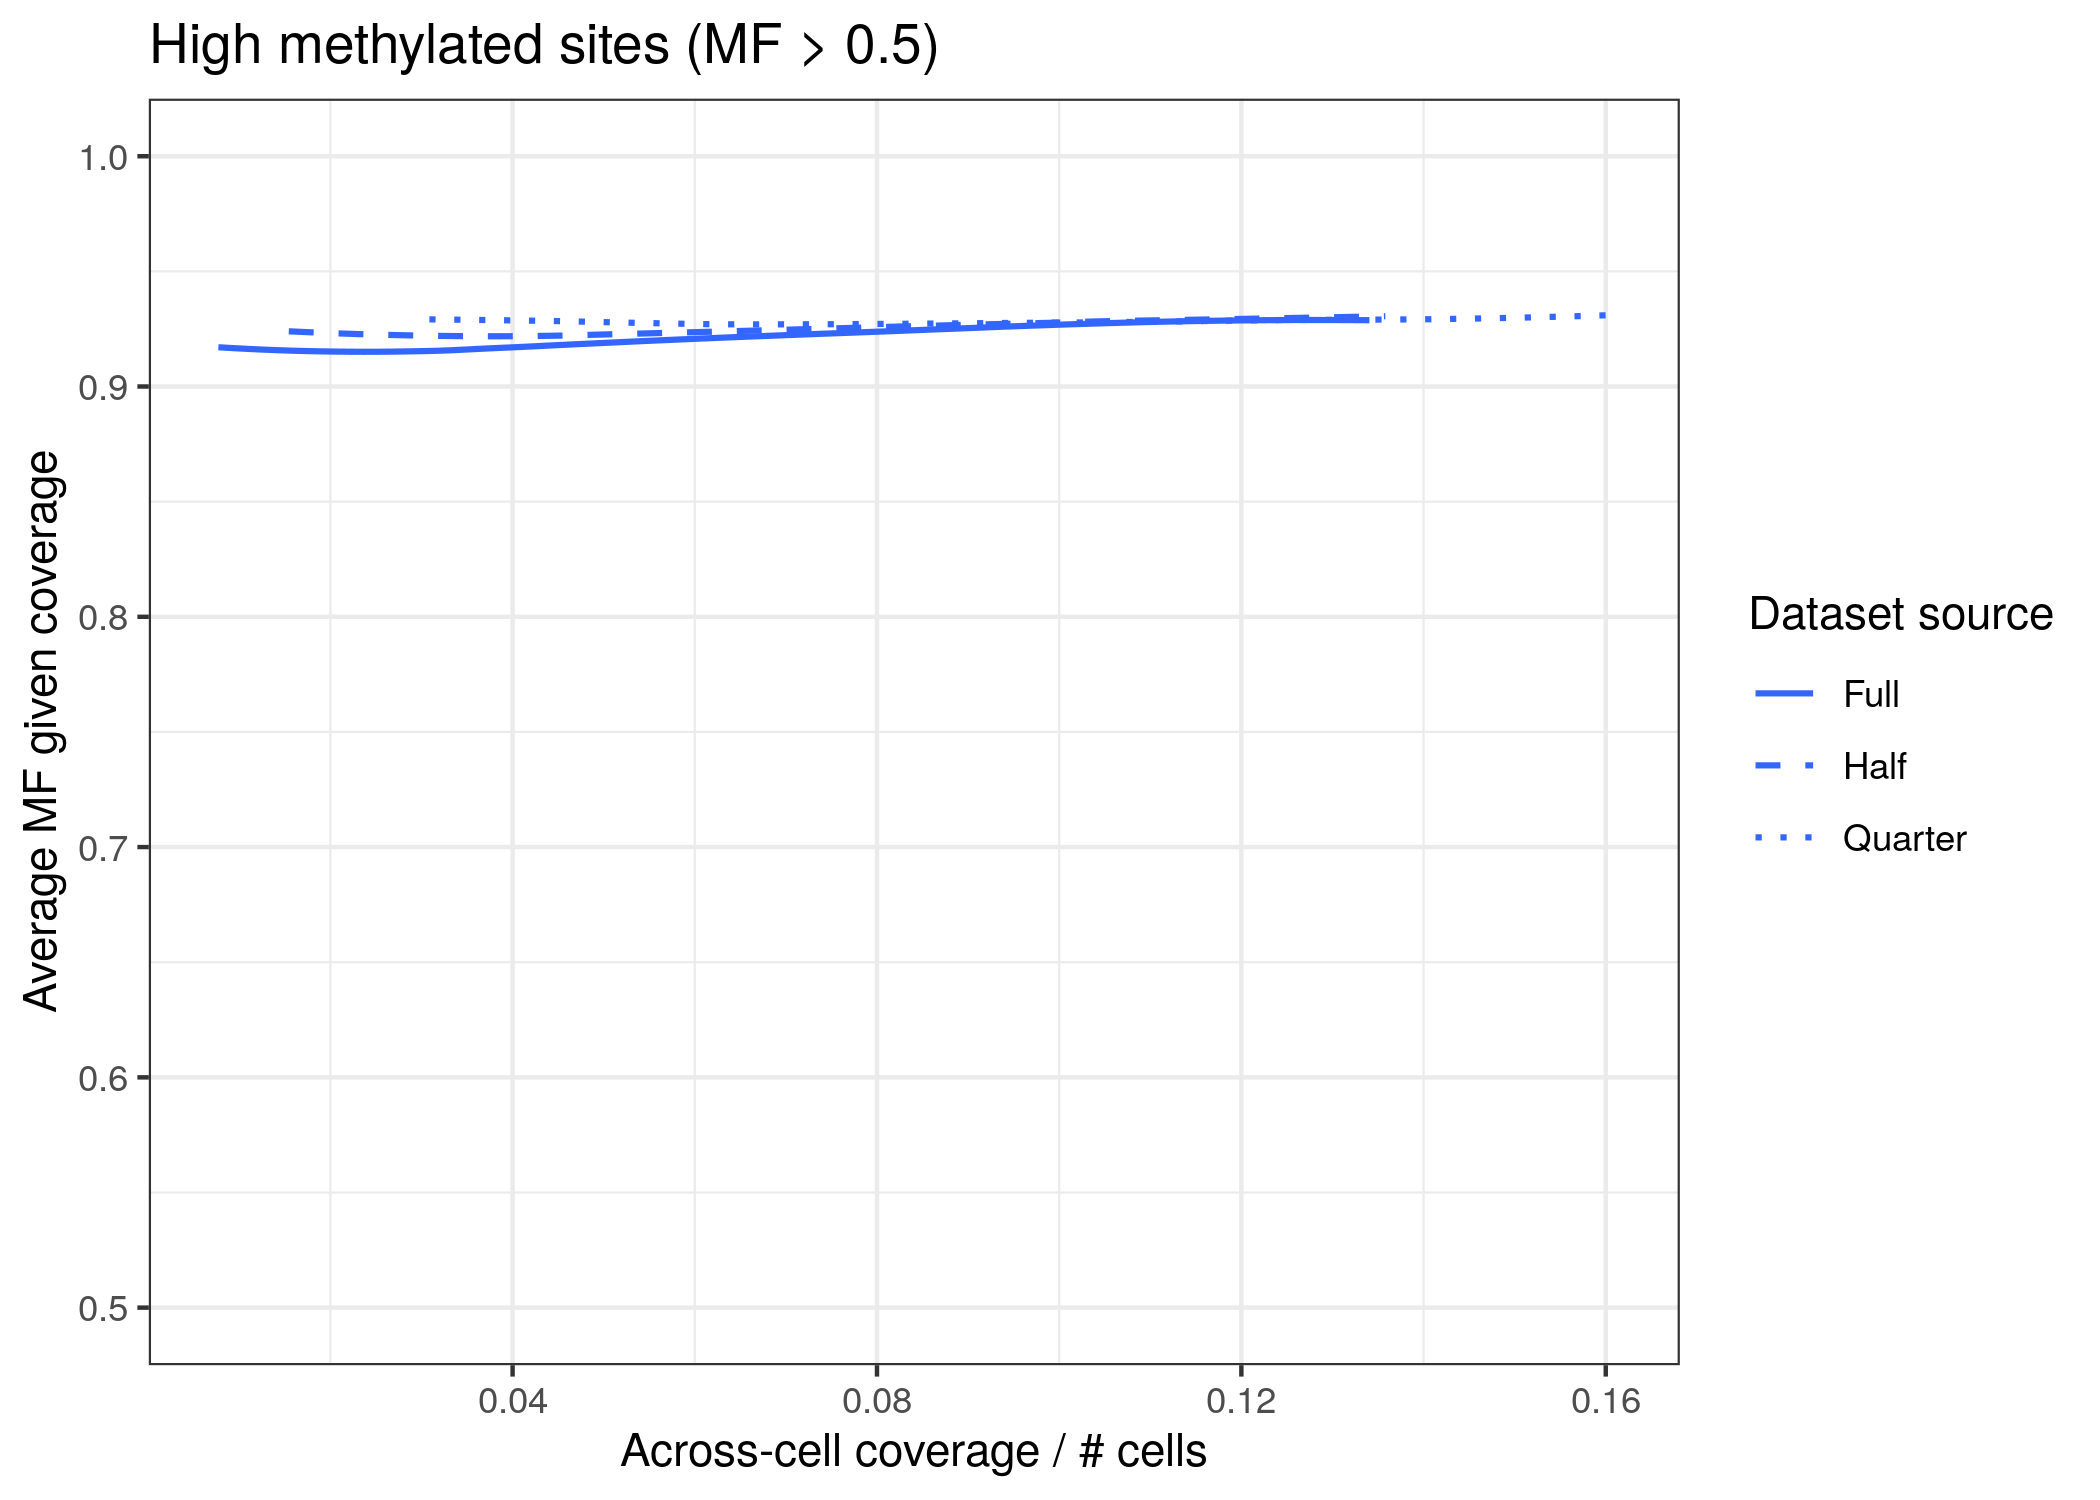 High methylated sites (MF > 0.5)
1.0
0.9
0.8
0.7
0.6
0.5
Average MF given coverage
0.04 0.08 0.12 0.16
Across-cell coverage / # cells
Dataset source
Full
Half
Quarter